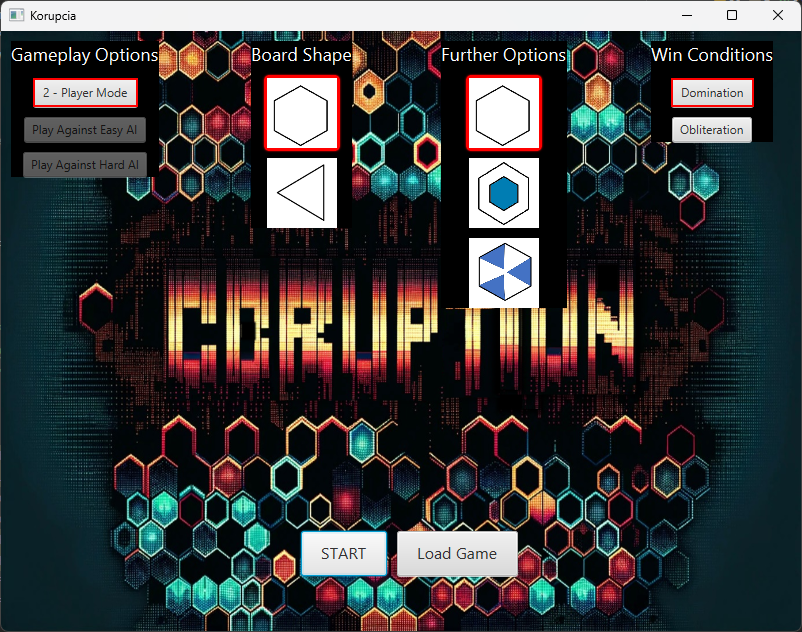 Korupcia
Gameplay Options
2 - Player Mode
Play Against Easy AI
Play Against Hard AI
Board Shape
Further Options
Win Conditions
Domination
Obliteration
START
Load Game